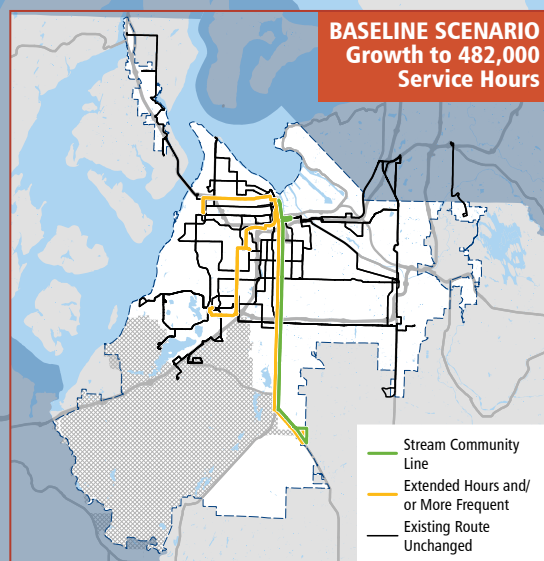 BASELINE SCENARIO
Growth to 482,000
Service Hours
Stream Community
Line
Extended Hours and/
or More Frequent
Existing Route
Unchanged